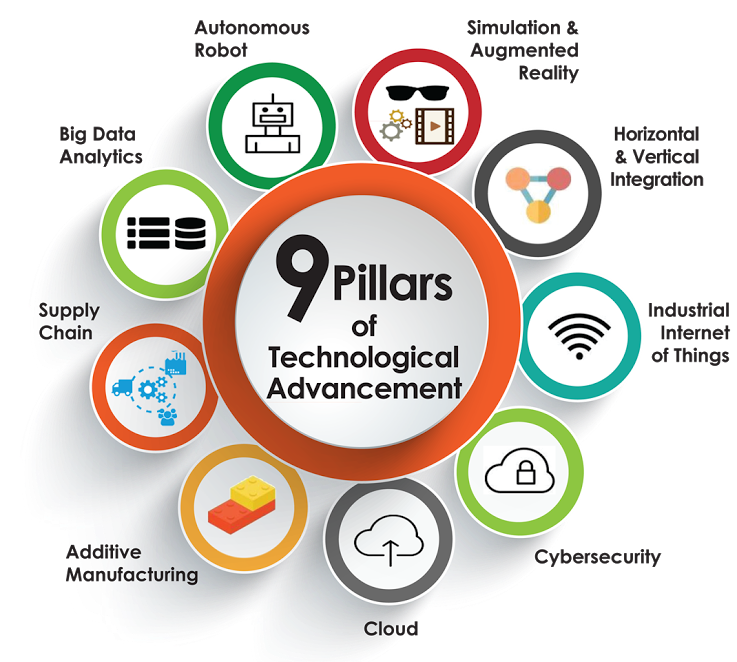 9 Pillars
of
Technological
Advancement
Autonomous
Robot
Simulation &
Augmented
Reality
Horizontal
& Vertical
Integration
Industrial
Internet
of Things
Cybersecurity
Cloud
Additive
Manufacturing
Supply
Chain
Big Data
Analytics